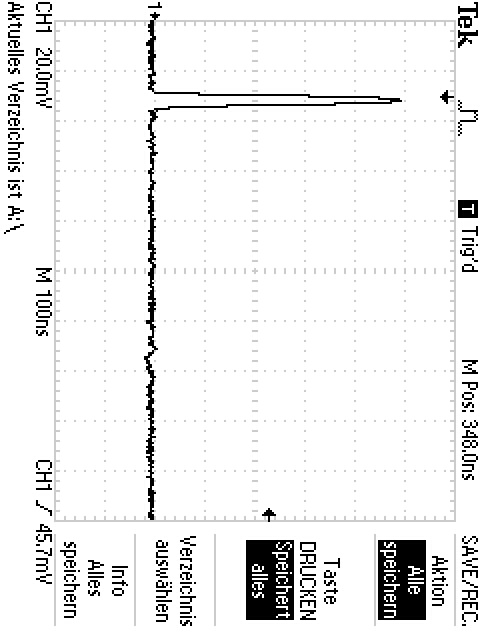 Tek
T Trig'd
M Pos: 348.0ns
SAVE/REC.
Aktion
Alle
speichern
Taste
DRUCKEN
Speichert
alles
Verzeichnis
auswählen
Info
Alles
speichern
1
CH1 20.0mV
M 100ns
CH1 / 45.7mV
Aktuelles Verzeichnis ist A:\